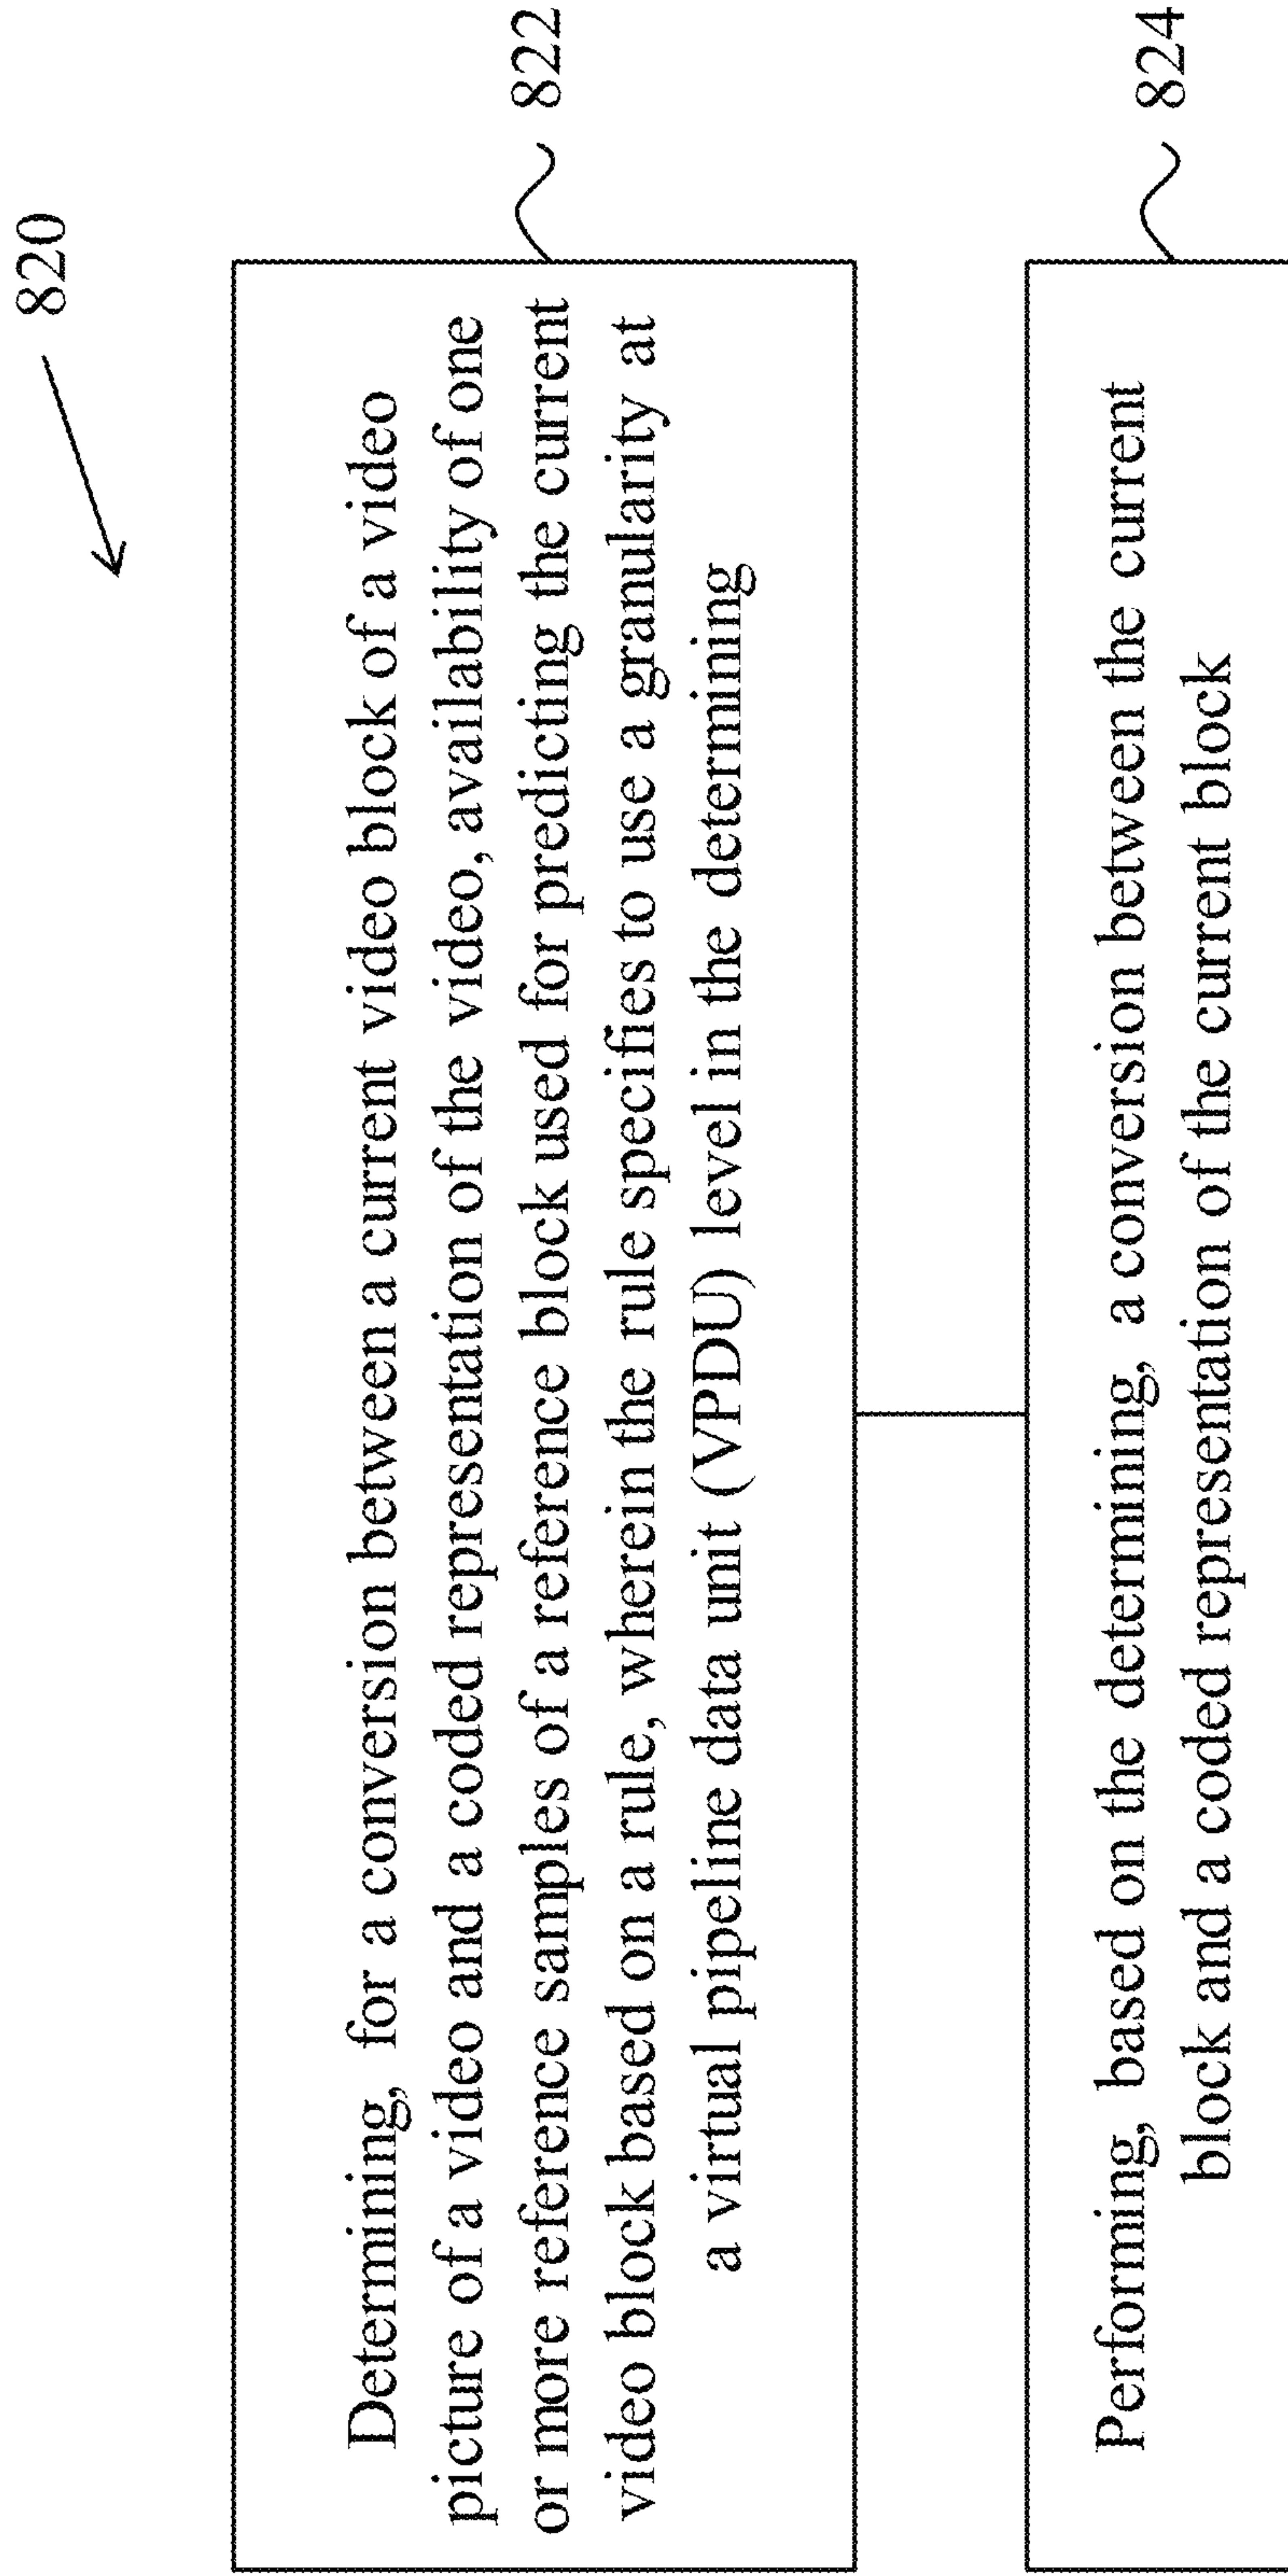 820
Determining, for a conversion between a current video block of a video
picture of a video and a coded representation of the video, availability of one
or more reference samples of a reference block used for predicting the current
video block based on a rule, wherein the rule specifies to use a granularity at
a virtual pipeline data unit (VPDU) level in the determining
822
Performing, based on the determining, a conversion between the current
block and a coded representation of the current block
824